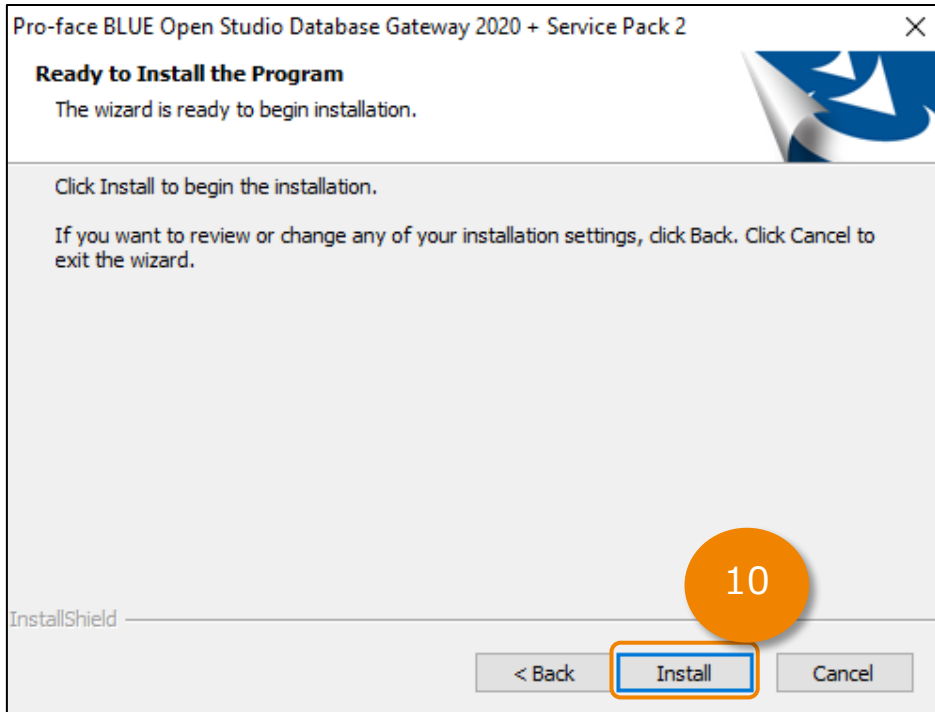 Pro-face BLUE Open Studio Database Gateway 2020 + Service Pack 2
Ready to Install the Program
The wizard is ready to begin installation.
Click Install to begin the installation.
If you want to review or change any of your installation settings, click Back. Click Cancel to
exit the wizard.
10
InstallShield
< Back Install Cancel